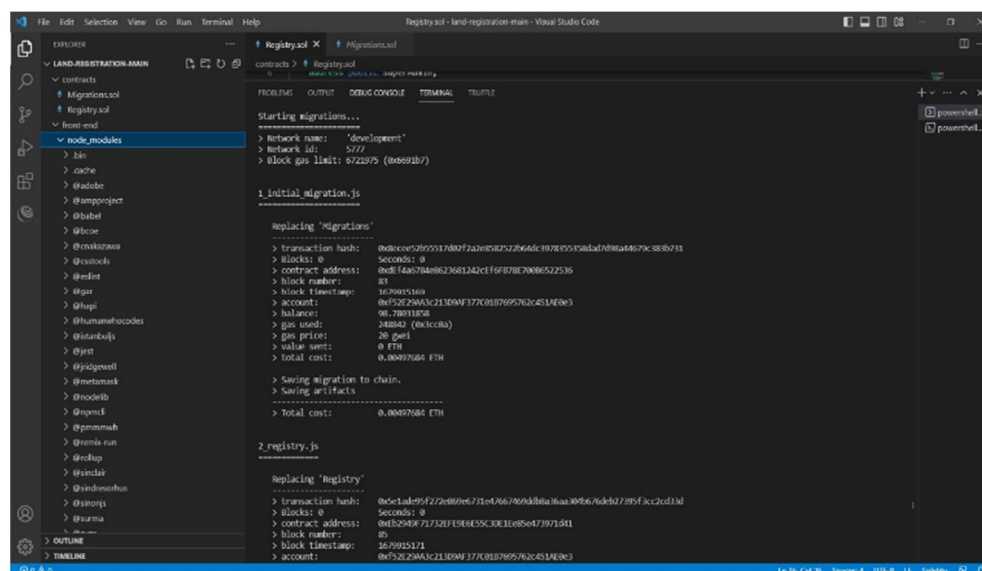 File Edit Selection View Go Run Terminal Help
Registry.sol - land-registration-main - Visual Studio Code
EXPLORER
LAND-REGISTRATION-MAIN
contracts
Migrations.sol
Registry.sol
front-end
node_modules
.bin
.cache
@adobe
@ampproject
@babel
@bcoe
@cnakazawa
@csstools
@eslint
@gar
@hapi
@humanwhocodes
@istanbuljs
@jest
@jridgewell
@metamask
@nodelib
@npmcli
@pmmmwh
@remix-run
@rollup
@sinclair
@sindresorhus
@sinonjs
@surma
OUTLINE
TIMELINE
Registry.sol X Migrations.sol
contracts > Registry.sol
address public
PROBLEMS OUTPUT DEBUG CONSOLE TERMINAL TRUFFLE
powershell...
powershell...
Starting migrations...
======================
> Network name: 'development'
> Network id: 5777
> Block gas limit: 6721975 (0x6691b7)
1_initial_migration.js
======================
Replacing 'Migrations'
----------------------
> transaction hash:
> Blocks: 0 Seconds: 0
> contract address:
> block number: 83
> block timestamp: 1679915169
> account:
> balance: 98.78031858
> gas used: 248842 (0x3cc0a)
> gas price: 20 gwei
> value sent: 0 ETH
> total cost: 0.00497684 ETH
> Saving migration to chain.
> Saving artifacts
-------------------------------------
> Total cost: 0.00497684 ETH
2_registry.js
=============
Replacing 'Registry'
--------------------
> transaction hash:
> Blocks: 0 Seconds: 0
> contract address:
> block number: 85
> block timestamp: 1679915171
> account: